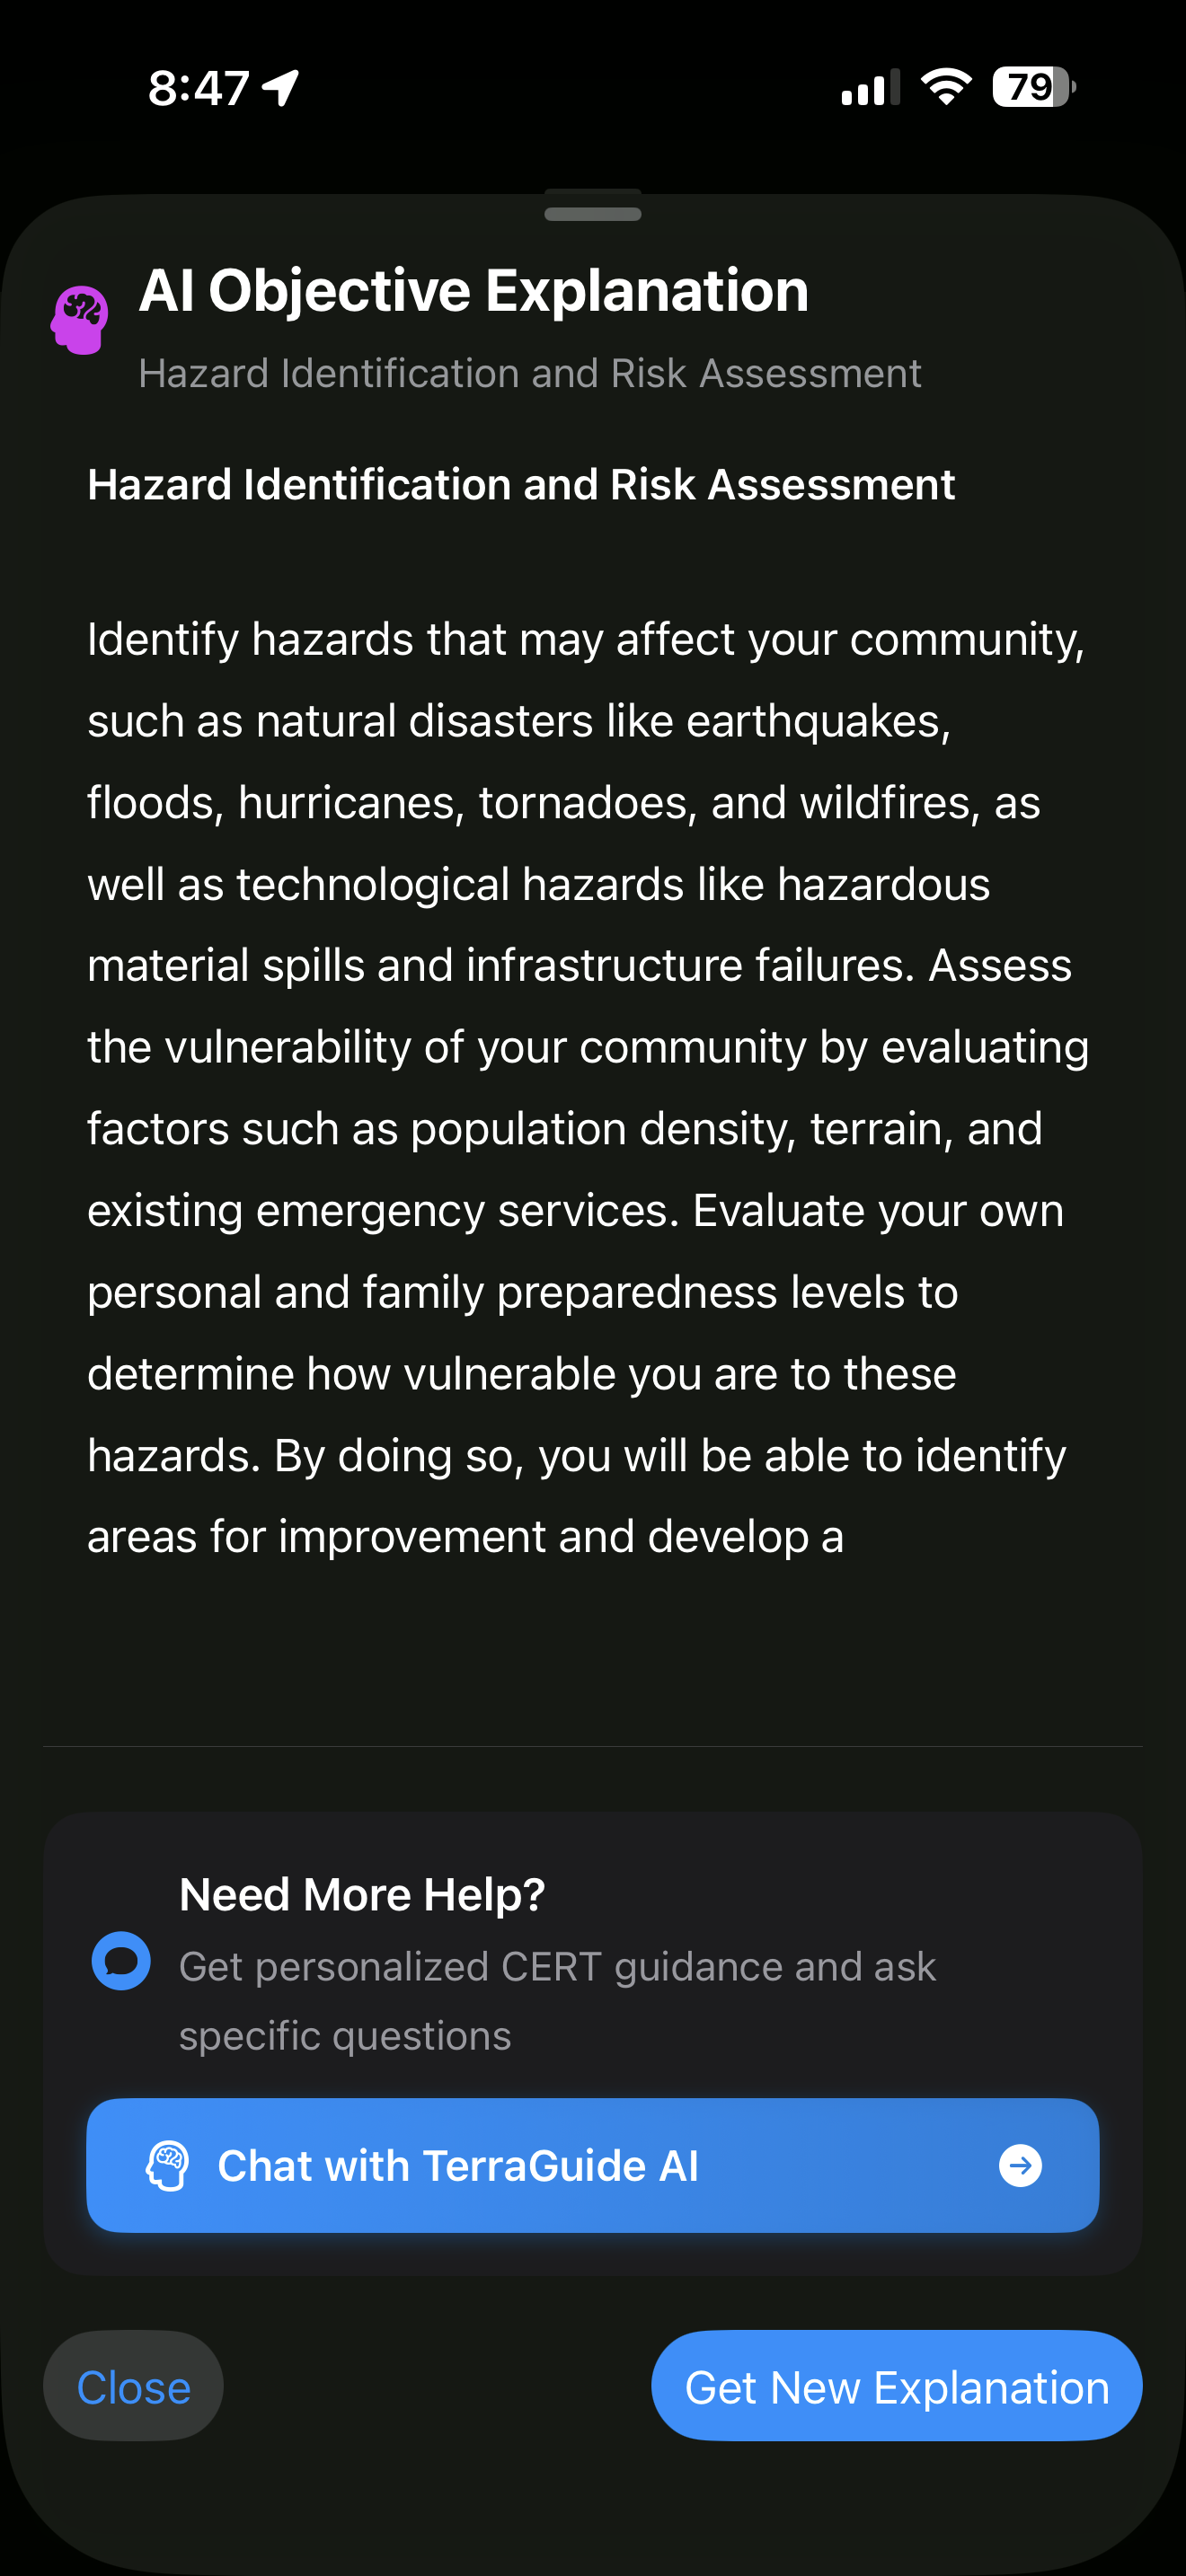 8:47
79
AI Objective Explanation
Hazard Identification and Risk Assessment
Hazard Identification and Risk Assessment
Identify hazards that may affect your community,
such as natural disasters like earthquakes,
floods, hurricanes, tornadoes, and wildfires, as
well as technological hazards like hazardous
material spills and infrastructure failures. Assess
the vulnerability of your community by evaluating
factors such as population density, terrain, and
existing emergency services. Evaluate your own
personal and family preparedness levels to
determine how vulnerable you are to these
hazards. By doing so, you will be able to identify
areas for improvement and develop a
Need More Help?
Get personalized CERT guidance and ask
specific questions
Chat with TerraGuide AI
Close
Get New Explanation